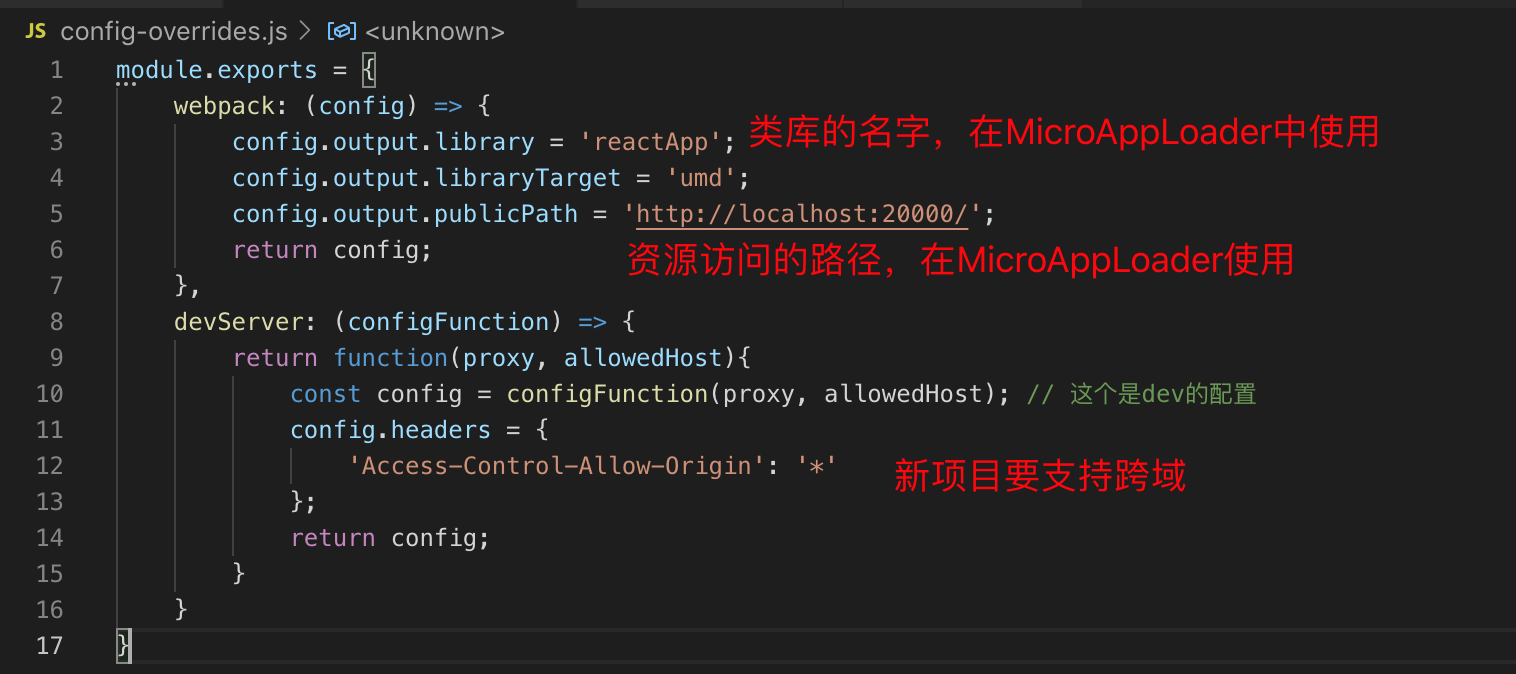 JS config-overrides.js > <unknown>
1 module.exports = {
2 webpack: (config) => {
3 config.output.library = 'reactApp'; 类库的名字，在MicroAppLoader中使用
4 config.output.libraryTarget = 'umd';
5 config.output.publicPath = 'http://localhost:20000/';
6 return config; 资源访问的路径，在MicroAppLoader使用
7 },
8 devServer: (configFunction) => {
9 return function(proxy, allowedHost){
10 const config = configFunction(proxy, allowedHost); // 这个是dev的配置
11 config.headers = {
12 'Access-Control-Allow-Origin': '*' 新项目要支持跨域
13 };
14 return config;
15 }
16 }
17 }